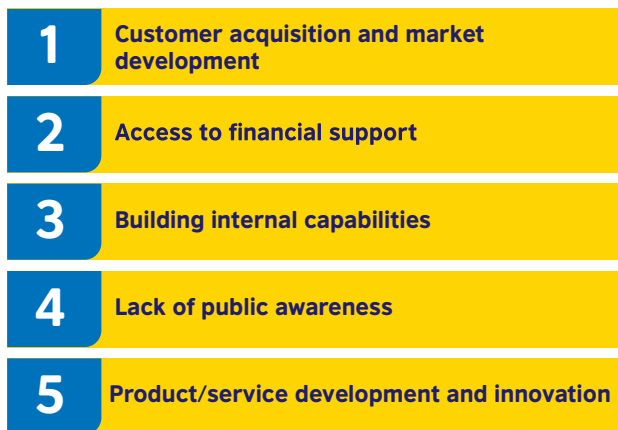 1
Customer acquisition and market
development
2
Access to financial support
3
Building internal capabilities
4
Lack of public awareness
5
Product/service development and innovation